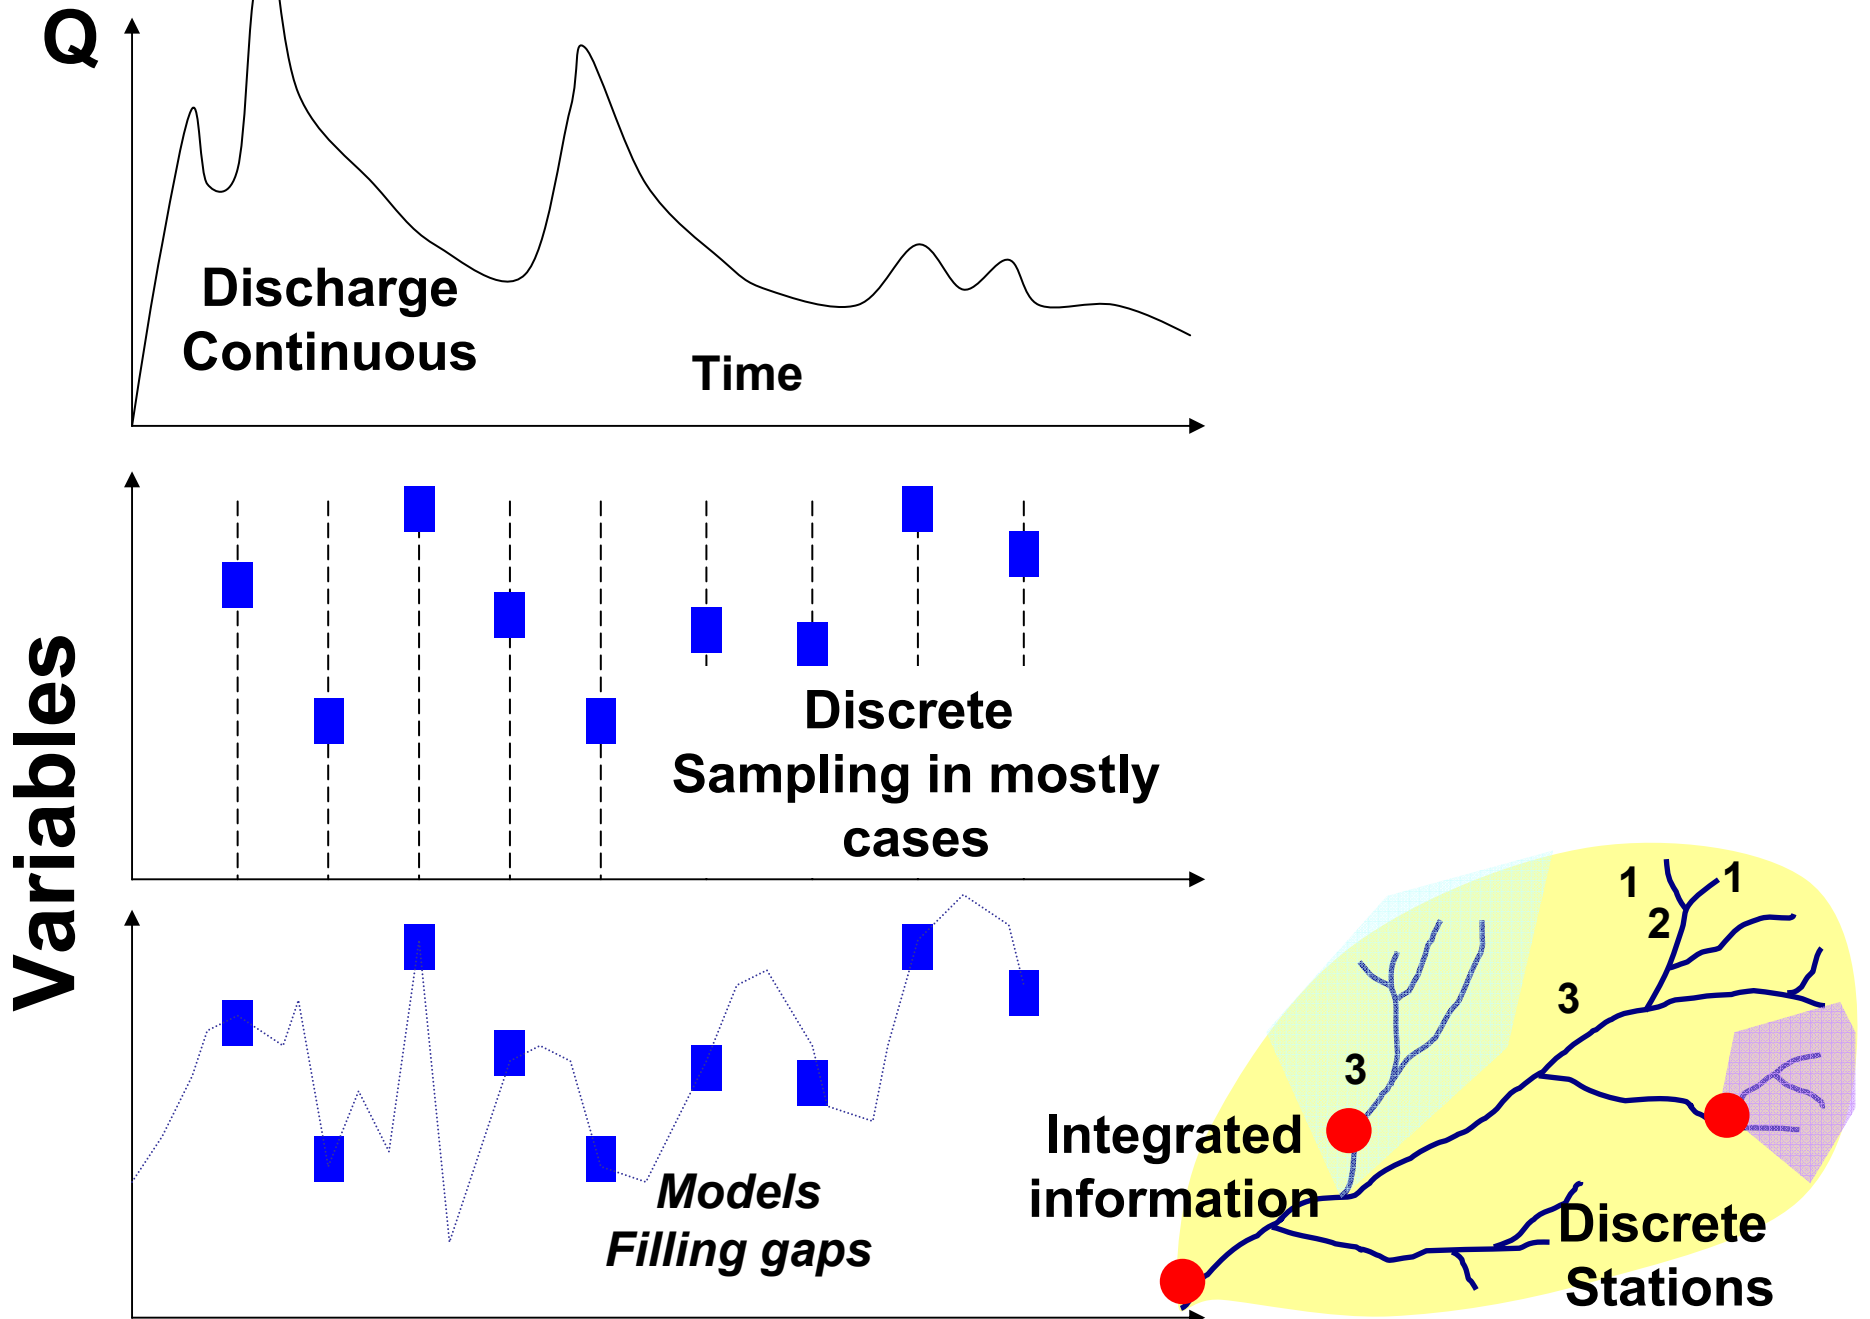 Q
Discharge
Continuous
Time
Variables
Discrete
Sampling in mostly
cases
Models
Filling gaps
1
1
2
3
3
Integrated
information
Discrete
Stations